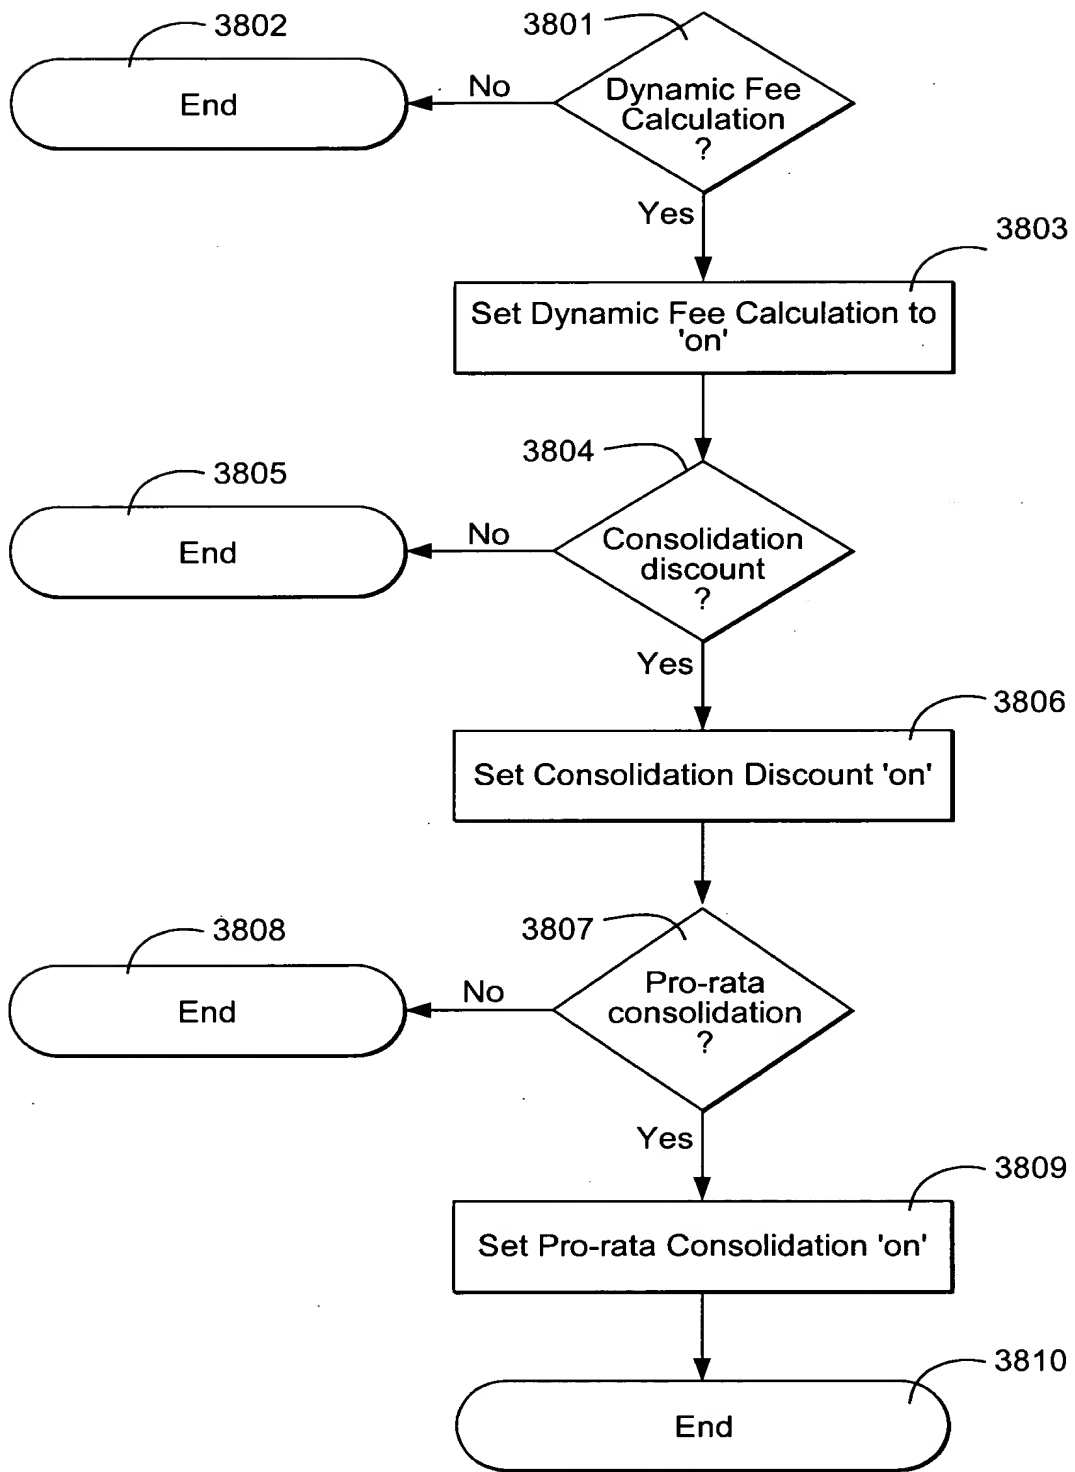 3802
3801
End
No
Dynamic Fee
Calculation
?
Yes
3803
Set Dynamic Fee Calculation to
'on'
3804
3805
End
No
Consolidation
discount
?
Yes
3806
Set Consolidation Discount 'on'
3808
3807
End
No
Pro-rata
consolidation
?
Yes
3809
Set Pro-rata Consolidation 'on'
3810
End